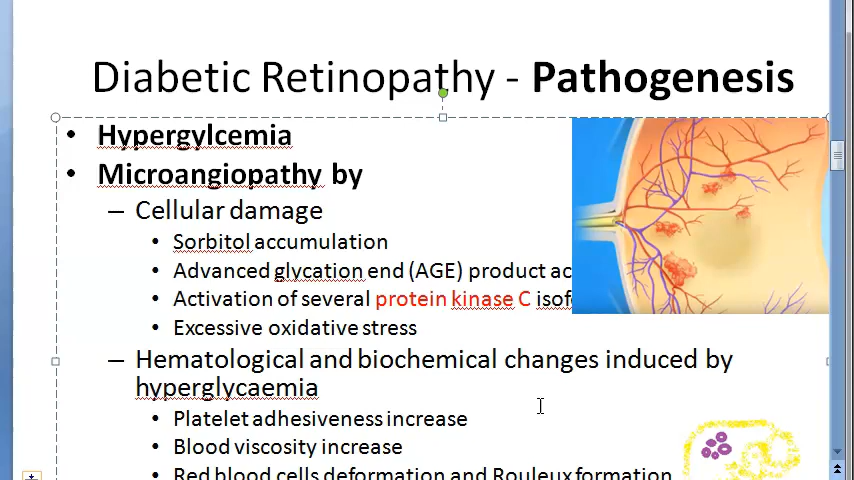 Diabetic Retinopathy - Pathogenesis
• Hypergylcemia
• Microangiopathy by
– Cellular damage
• Sorbitol accumulation
• Advanced glycation end (AGE) product
• Activation of several protein kinase C
• Excessive oxidative stress
– Hematological and biochemical changes induced by
hyperglycaemia
• Platelet adhesiveness increase
• Blood viscosity increase
• Red blood cells deformation and Rouleux formation